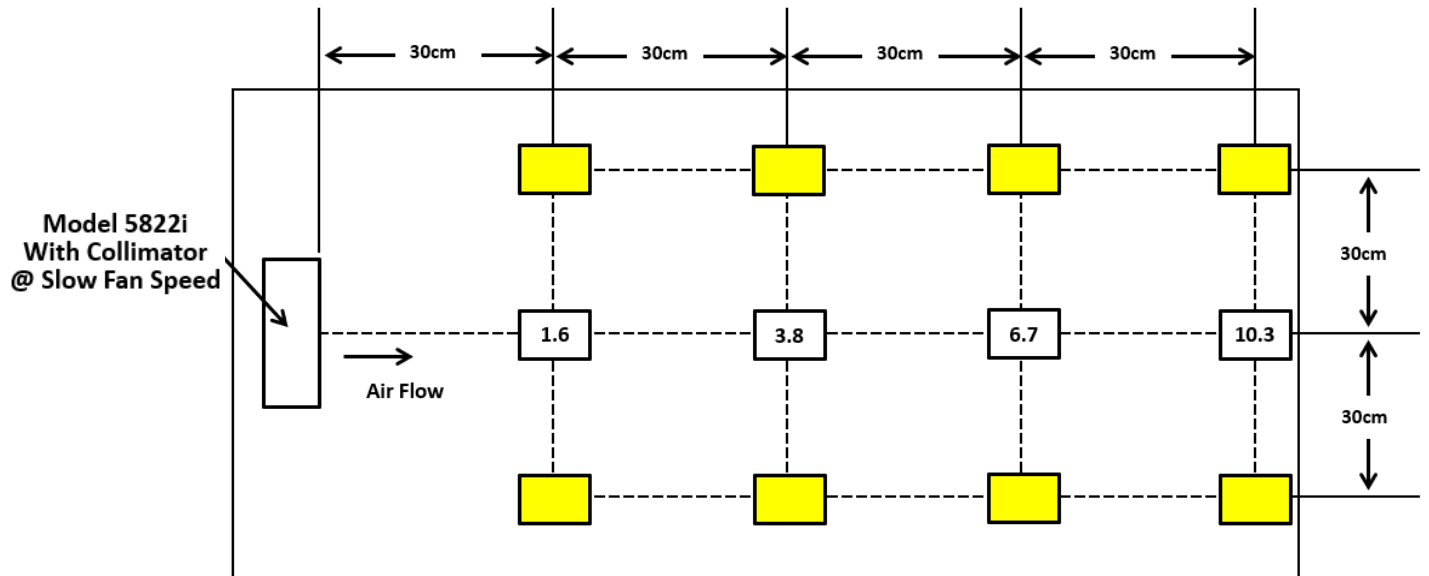 30cm
30cm
30cm
30cm
Model 5822i
With Collimator
@ Slow Fan Speed
30cm
1.6
3.8
6.7
10.3
Air Flow
30cm